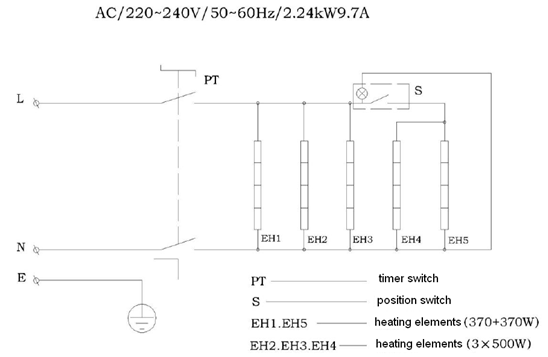 AC/220~240V/50~60Hz/2.24kW9.7A
PT
L
S
N
EH1 EH2 EH3 EH4 EH5
E
PT timer switch
S position switch
EH1.EH5 heating elements (370+370W)
EH2.EH3.EH4 heating elements (3×500W)